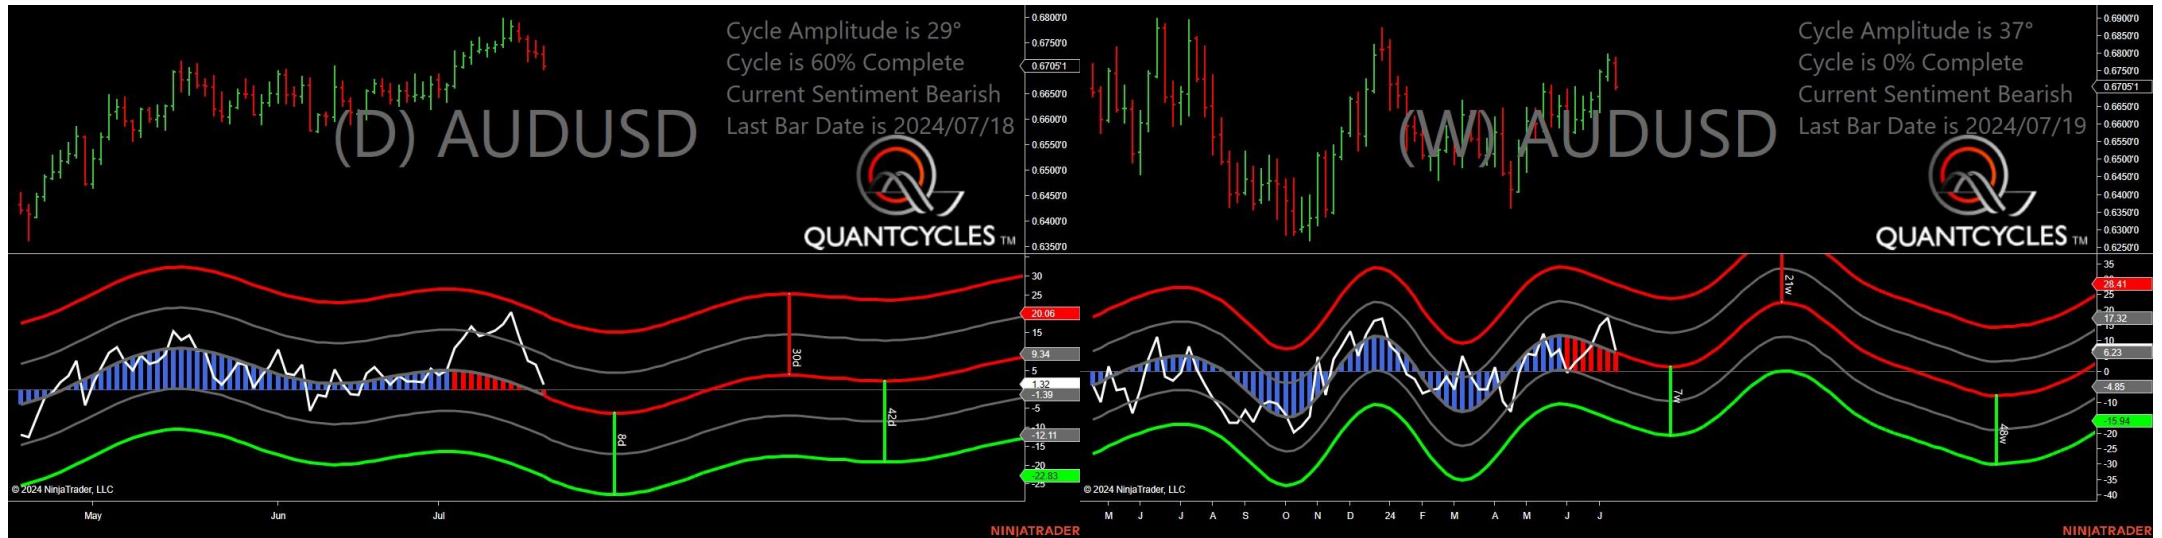 Cycle Amplitude is 29°
Cycle is 60% Complete
Current Sentiment Bearish
Last Bar Date is 2024/07/18
(D) AUDUSD
QUANTCYCLES TM
0.6800'0
0.6750'0
0.6705'1
0.6650'0
0.6600'0
0.6550'0
0.6500'0
0.6450'0
0.6400'0
0.6350'0
30
25
20.06
15
9.34
5
1.32
-1.39
-5
-12.11
-15
-20
-22.83
-25
8d
30d
42d
© 2024 NinjaTrader, LLC
May Jun Jul
NINJATRADER
Cycle Amplitude is 37°
Cycle is 0% Complete
Current Sentiment Bearish
Last Bar Date is 2024/07/19
(W) AUDUSD
QUANTCYCLES TM
0.6900'0
0.6850'0
0.6800'0
0.6750'0
0.6705'1
0.6650'0
0.6600'0
0.6550'0
0.6500'0
0.6450'0
0.6400'0
0.6350'0
0.6300'0
0.6250'0
35
28.41
25
17.32
10
6.23
0
-4.85
-10
-15.94
-20
-25
-30
-35
-40
7w
21w
48w
© 2024 NinjaTrader, LLC
M J J A S O N D 24 F M A M J J
NINJATRADER